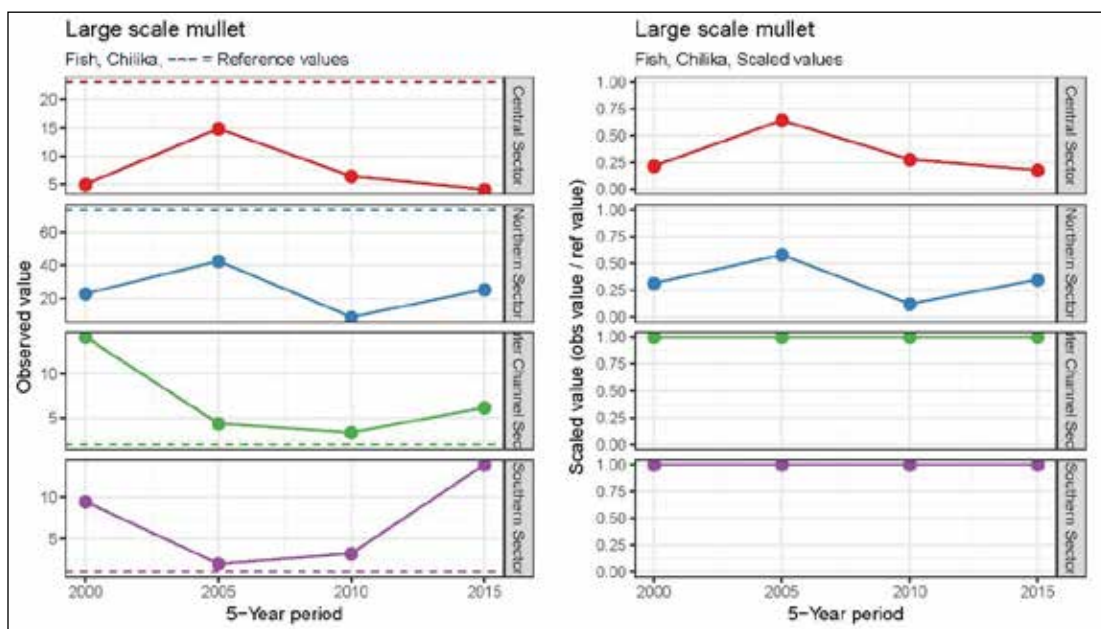 Large scale mullet
Fish, Chilika, --- = Reference values
20
15
10
5
Central Sector
60
40
20
Northern Sector
10
5
ter Channel Sec
10
5
Southern Sector
2000
2005
2010
2015
5-Year period
Observed value
Large scale mullet
Fish, Chilika, Scaled values
1.00
0.75
0.50
0.25
0.00
Central Sector
1.00
0.75
0.50
0.25
0.00
Northern Sector
1.00
0.75
0.50
0.25
0.00
ter Channel Sec
1.00
0.75
0.50
0.25
0.00
Southern Sector
2000
2005
2010
2015
5-Year period
Scaled value (obs value / ref value)